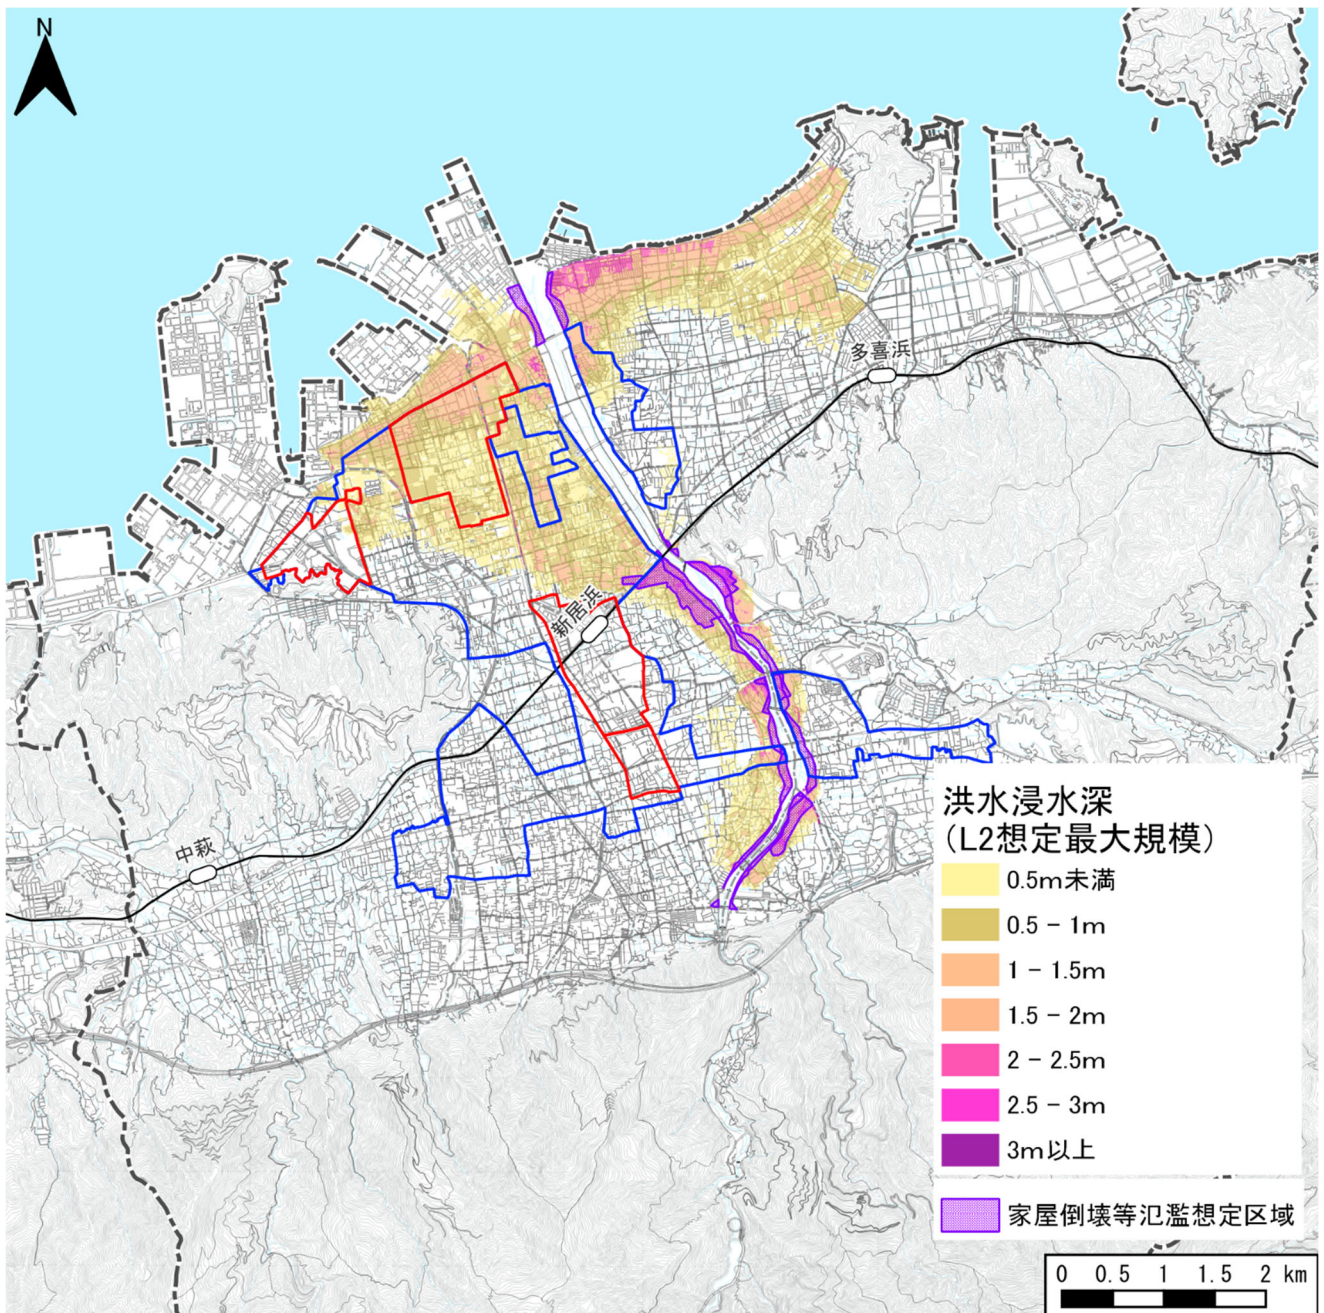 N
多喜浜
新居浜
中萩
洪水浸水深
(L2想定最大規模)
0.5m未満
0.5 - 1m
1 - 1.5m
1.5 - 2m
2 - 2.5m
2.5 - 3m
3m以上
家屋倒壊等氾濫想定区域
0 0.5 1 1.5 2 km